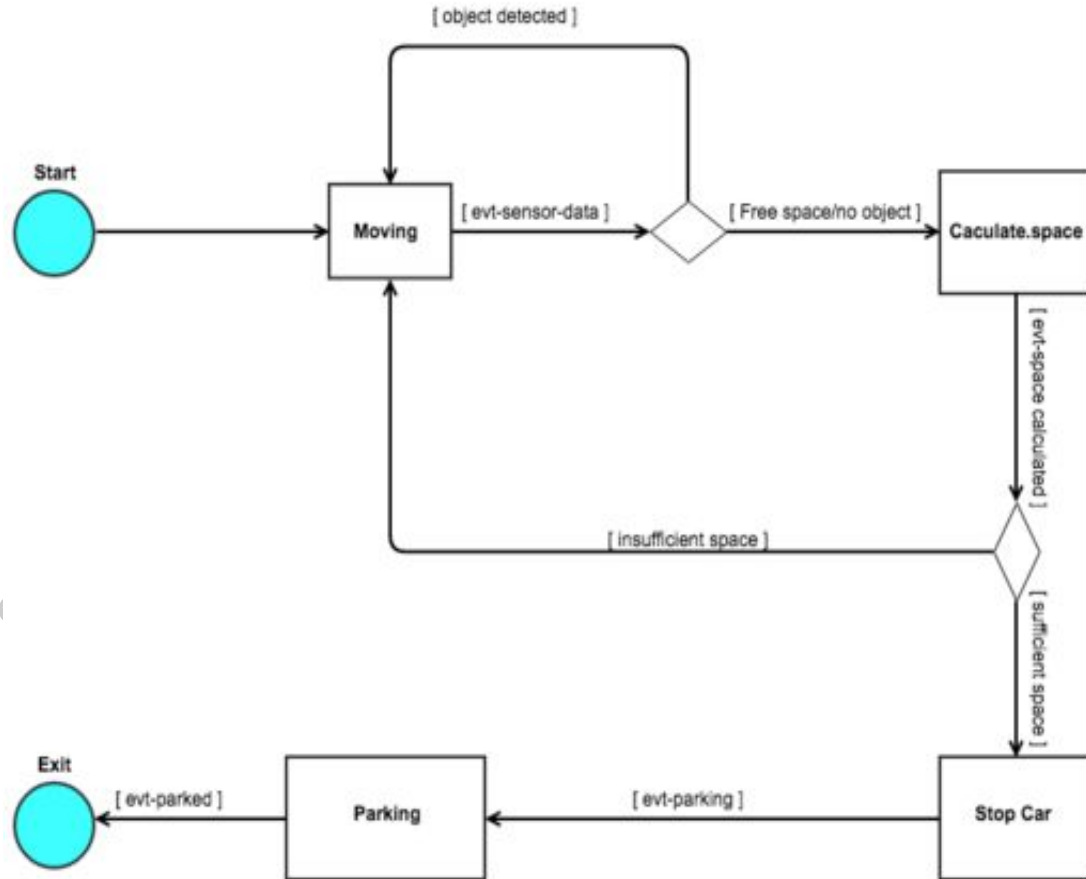 [ object detected ]
Start
Moving
[ evt-sensor-data ]
[ Free space/no object ]
Caculate.space
[ evt-space calculated ]
[ insufficient space ]
[ sufficient space ]
Exit
[ evt-parked ]
Parking
[ evt-parking ]
Stop Car